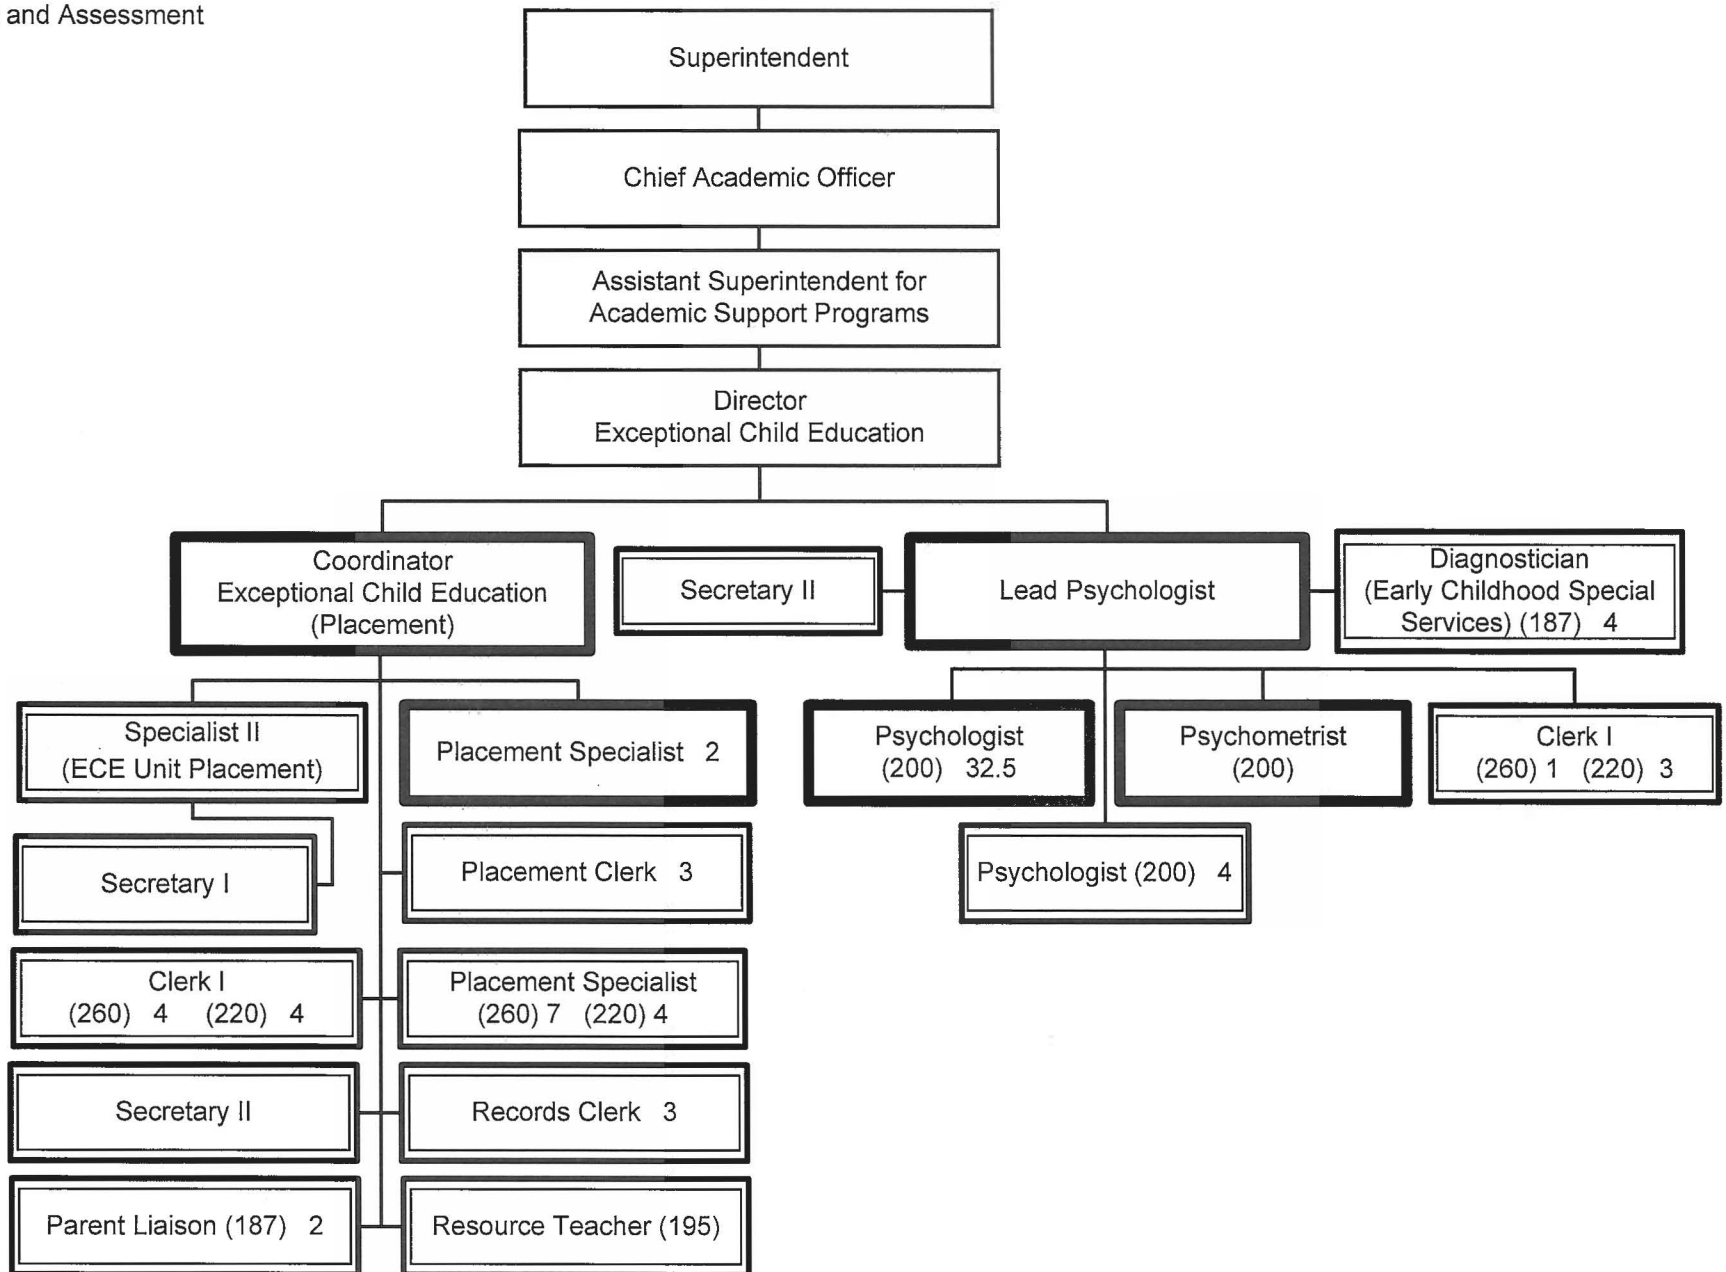 and Assessment
Superintendent
Chief Academic Officer
Assistant Superintendent for
Academic Support Programs
Director
Exceptional Child Education
Coordinator
Exceptional Child Education
(Placement)
Secretary II
Lead Psychologist
Diagnostician
(Early Childhood Special
Services) (187) 4
Specialist II
(ECE Unit Placement)
Placement Specialist 2
Psychologist
(200) 32.5
Psychometrist
(200)
Clerk I
(260) 1 (220) 3
Secretary I
Placement Clerk 3
Psychologist (200) 4
Clerk I
(260) 4 (220) 4
Placement Specialist
(260) 7 (220) 4
Secretary II
Records Clerk 3
Parent Liaison (187) 2
Resource Teacher (195)